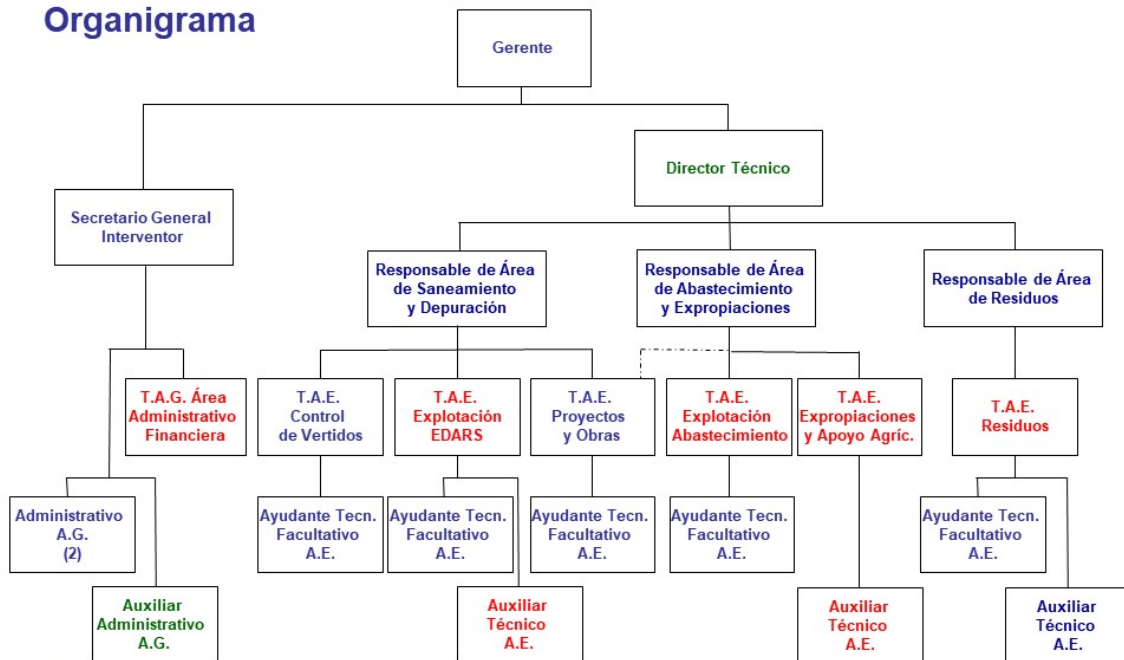 Organigrama
Gerente
Director Técnico
Secretario General
Interventor
Responsable de Área
de Saneamiento
y Depuración
Responsable de Área
de Abastecimiento
y Expropiaciones
Responsable de Área
de Residuos
T.A.G. Área
Administrativo
Financiera
T.A.E.
Control
de Vertidos
T.A.E.
Explotación
EDARS
T.A.E.
Proyectos
y Obras
T.A.E.
Explotación
Abastecimiento
T.A.E.
Expropiaciones
y Apoyo Agríc.
T.A.E.
Residuos
Administrativo
A.G.
(2)
Ayudante Tecn.
Facultativo
A.E.
Ayudante Tecn.
Facultativo
A.E.
Ayudante Tecn.
Facultativo
A.E.
Ayudante Tecn.
Facultativo
A.E.
Ayudante Tecn.
Facultativo
A.E.
Auxiliar
Administrativo
A.G.
Auxiliar
Técnico
A.E.
Auxiliar
Técnico
A.E.
Auxiliar
Técnico
A.E.